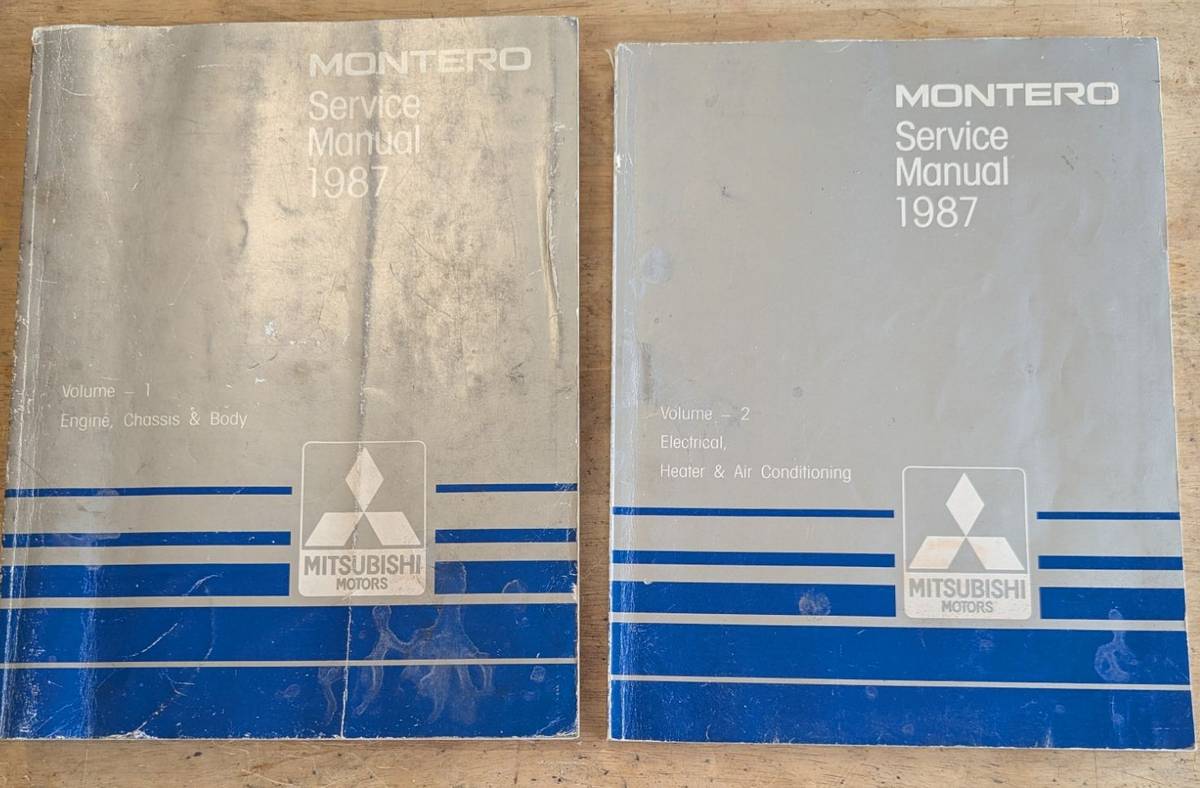 MONTERO
Service
Manual
1987
Volume – 1
Engine, Chassis & Body
MITSUBISHI
MOTORS
MONTERO
Service
Manual
1987
Volume – 2
Electrical,
Heater & Air Conditioning
MITSUBISHI
MOTORS